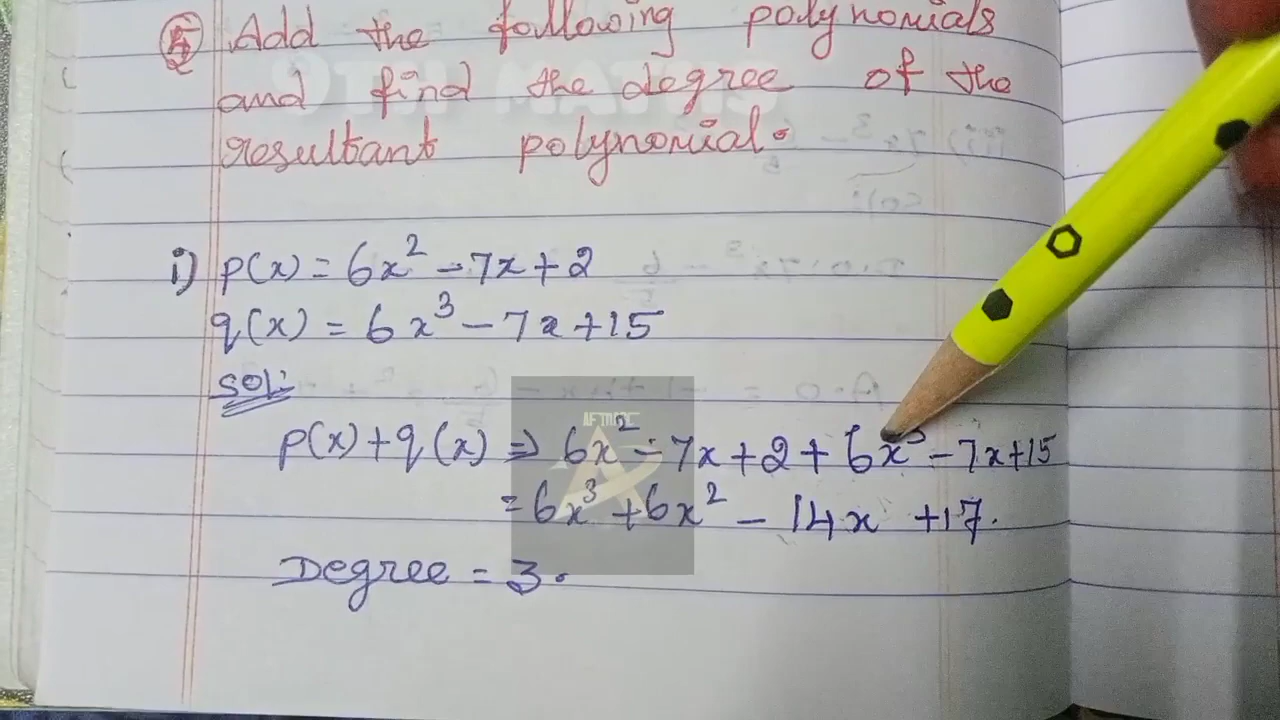 5 Add the following polynomials
and find the degree of the
resultant polynomial.
i) p(x) = 6x² - 7x + 2
q(x) = 6x³ - 7x + 15
Sol:
p(x) + q(x) ⇒ 6x² - 7x + 2 + 6x³ - 7x + 15
= 6x³ + 6x² - 14x + 17.
Degree = 3.